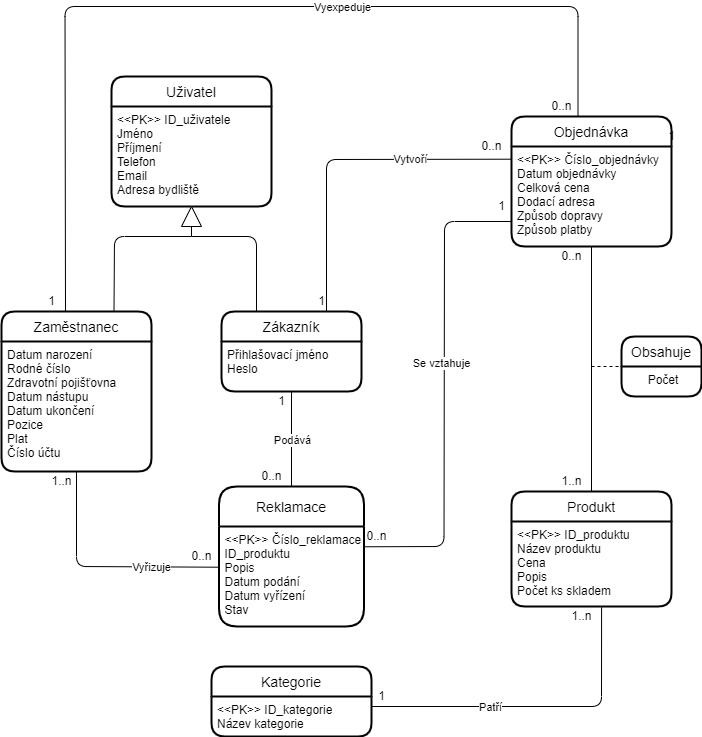 Vyexpeduje
Uživatel
<<PK>> ID_uživatele
Jméno
Příjmení
Telefon
Email
Adresa bydliště
0..n
Objednávka
<<PK>> Číslo_objednávky
Datum objednávky
Celková cena
Dodací adresa
Způsob dopravy
Způsob platby
0..n
Vytvoří
1
0..n
1
1
Zaměstnanec
Datum narození
Rodné číslo
Zdravotní pojišťovna
Datum nástupu
Datum ukončení
Pozice
Plat
Číslo účtu
Zákazník
Přihlašovací jméno
Heslo
Se vztahuje
Obsahuje
Počet
1
Podává
0..n
1..n
Vyřizuje
0..n
Reklamace
<<PK>> Číslo_reklamace
ID_produktu
Popis
Datum podání
Datum vyřízení
Stav
0..n
1..n
Produkt
<<PK>> ID_produktu
Název produktu
Cena
Popis
Počet ks skladem
1..n
Kategorie
<<PK>> ID_kategorie
Název kategorie
1
Patří